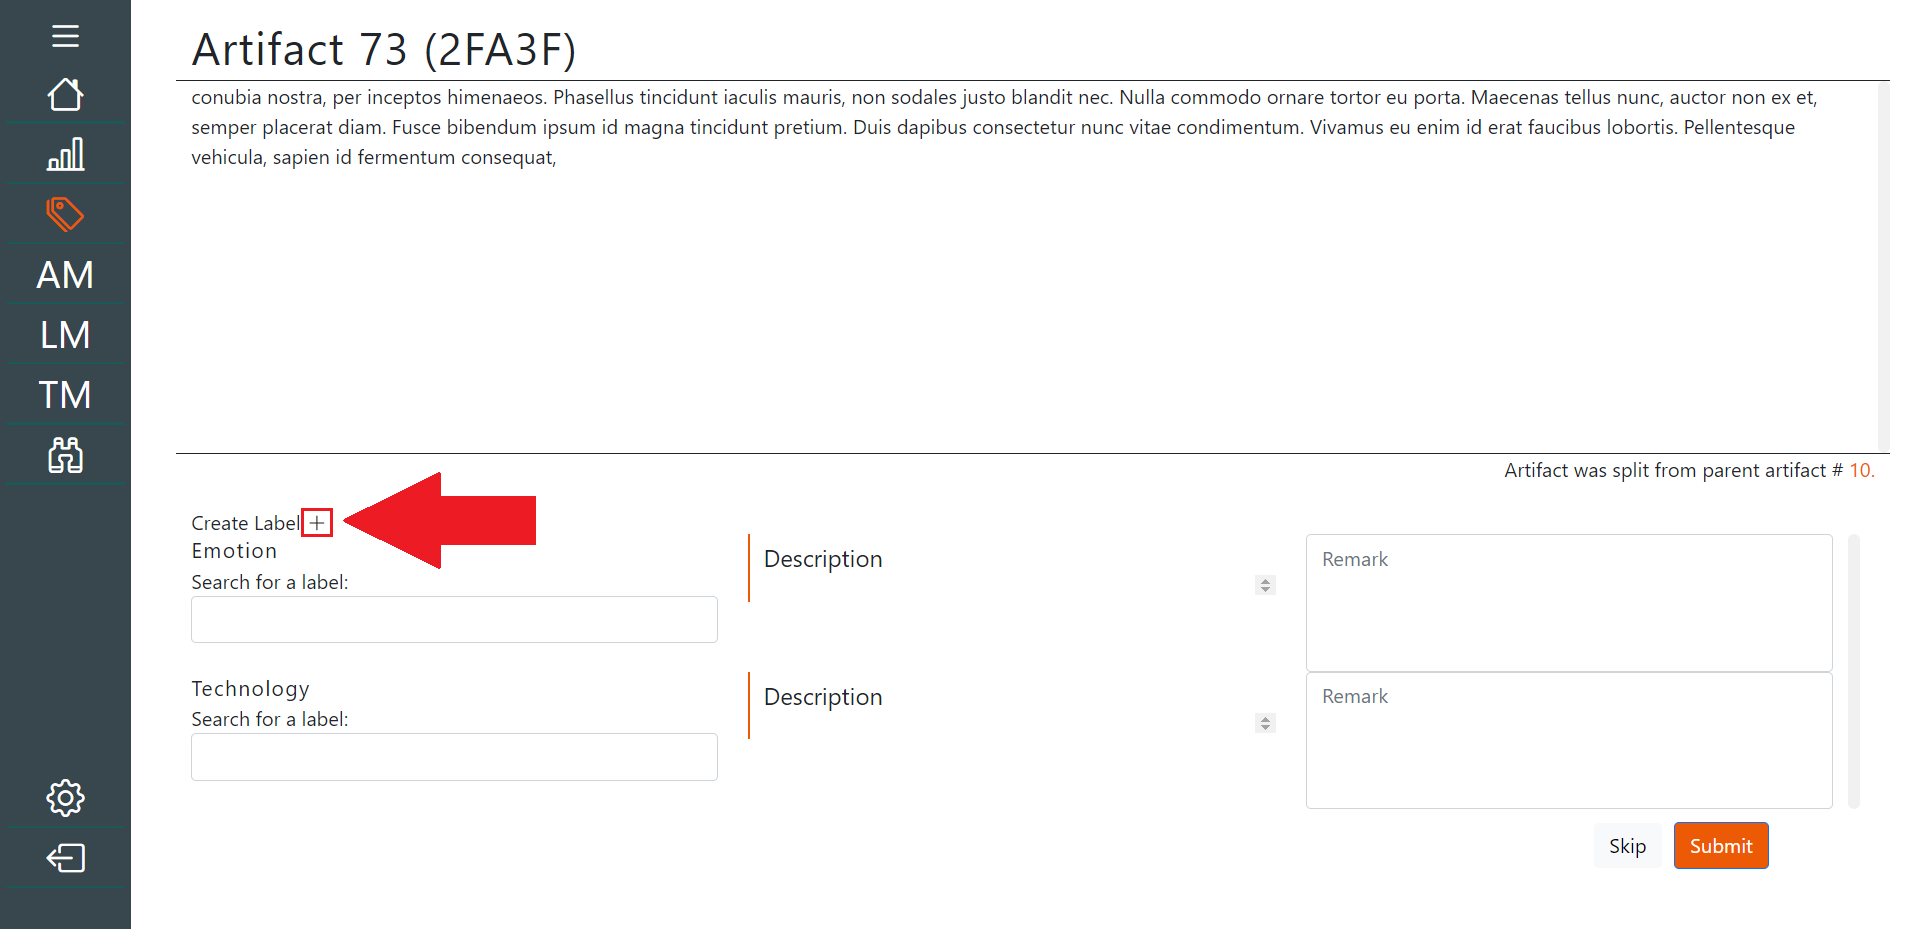 Artifact 73 (2FA3F)
conubia nostra, per inceptos himenaeos. Phasellus tincidunt iaculis mauris, non sodales justo blandit nec. Nulla commodo ornare tortor eu porta. Maecenas tellus nunc, auctor non ex et,
semper placerat diam. Fusce bibendum ipsum id magna tincidunt pretium. Duis dapibus consectetur nunc vitae condimentum. Vivamus eu enim id erat faucibus lobortis. Pellentesque
vehicula, sapien id fermentum consequat,
AM
LM
TM
Artifact was split from parent artifact # 10.
Create Label +
Emotion
Search for a label:
Description
Remark
Technology
Search for a label:
Description
Remark
Skip
Submit